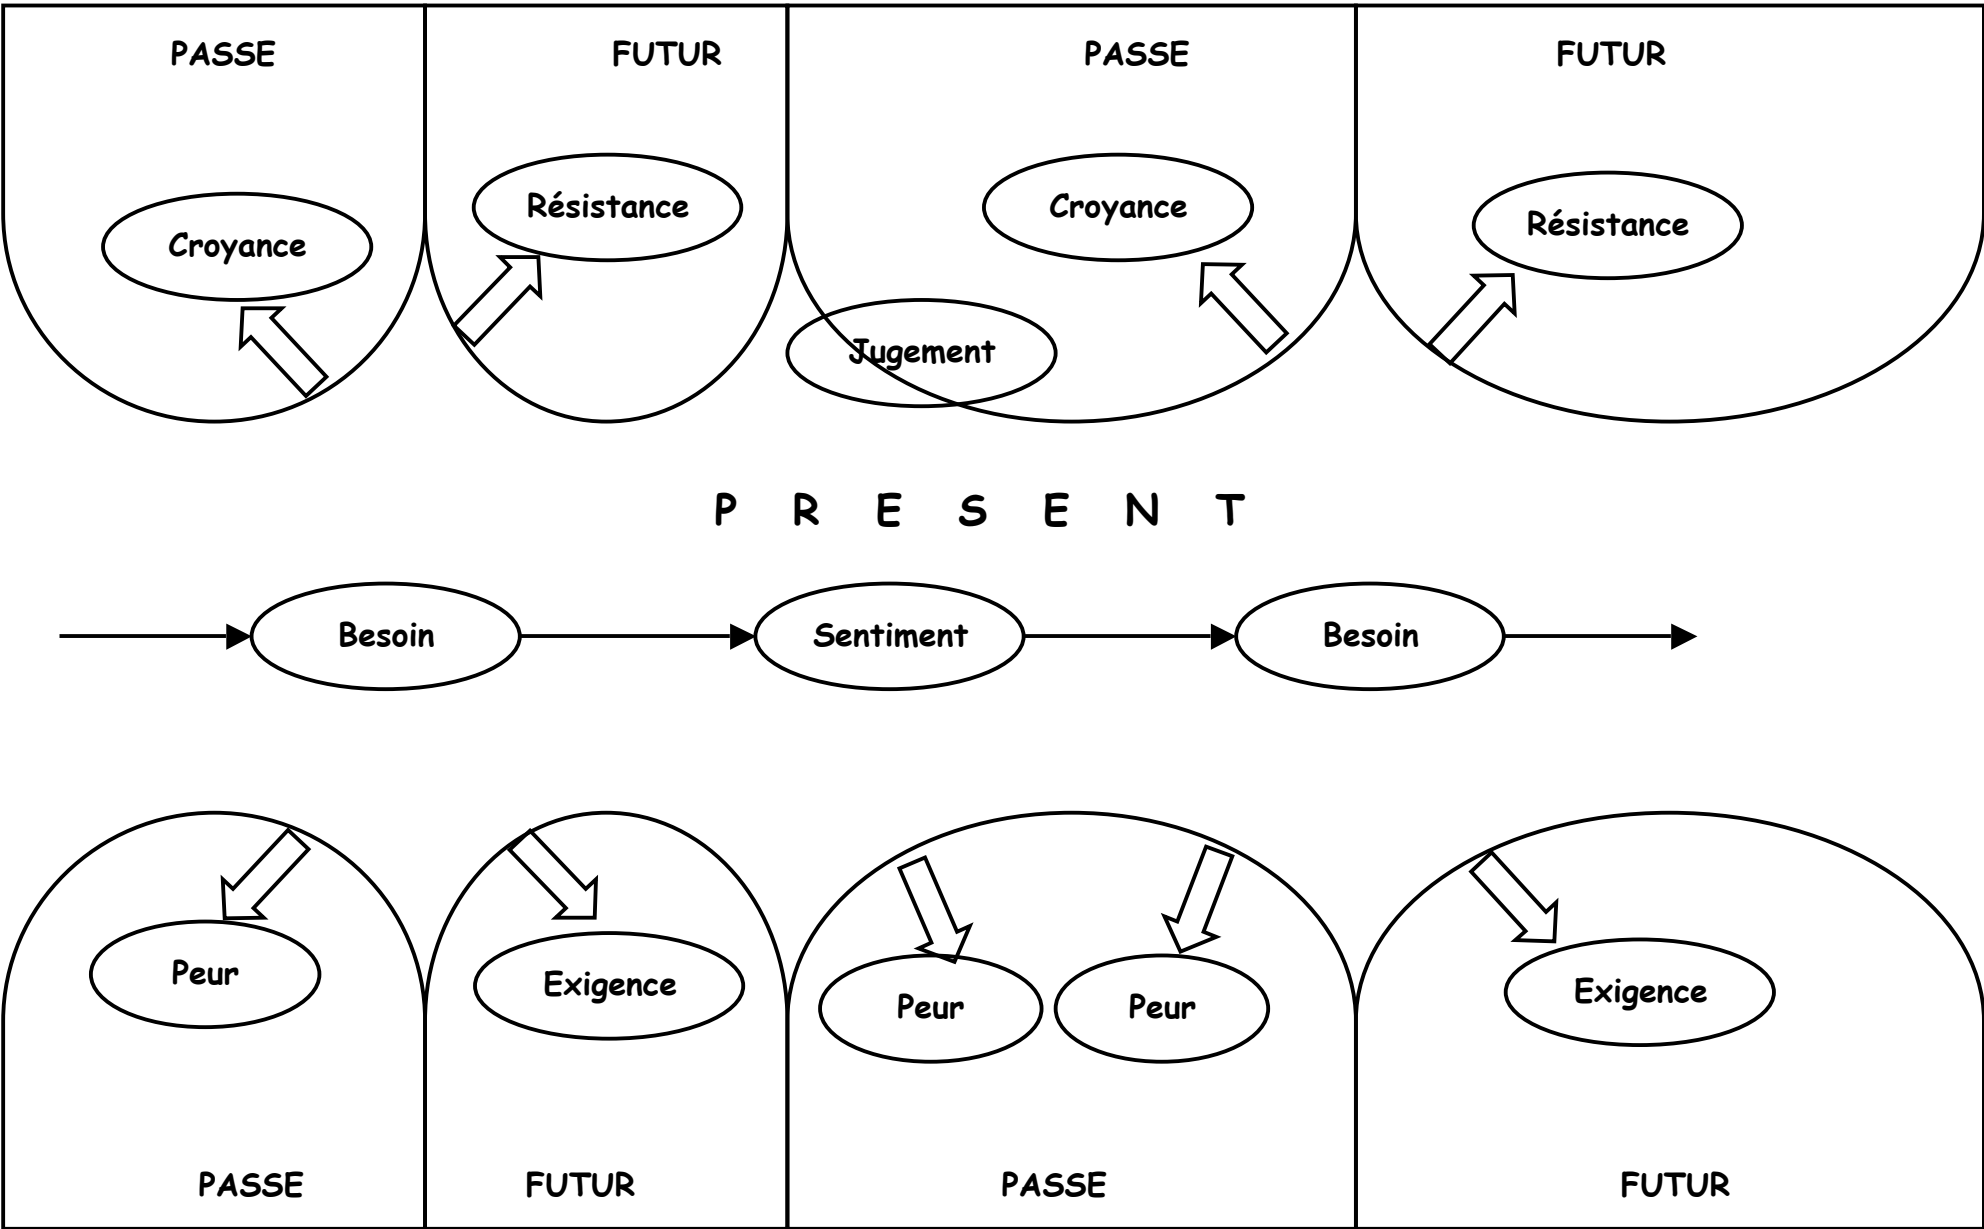 PASSE FUTUR PASSE FUTUR
Croyance Résistance Croyance Résistance
Jugement
P R E S E N T
Besoin Sentiment Besoin
Peur Exigence Peur Peur Exigence
PASSE FUTUR PASSE FUTUR